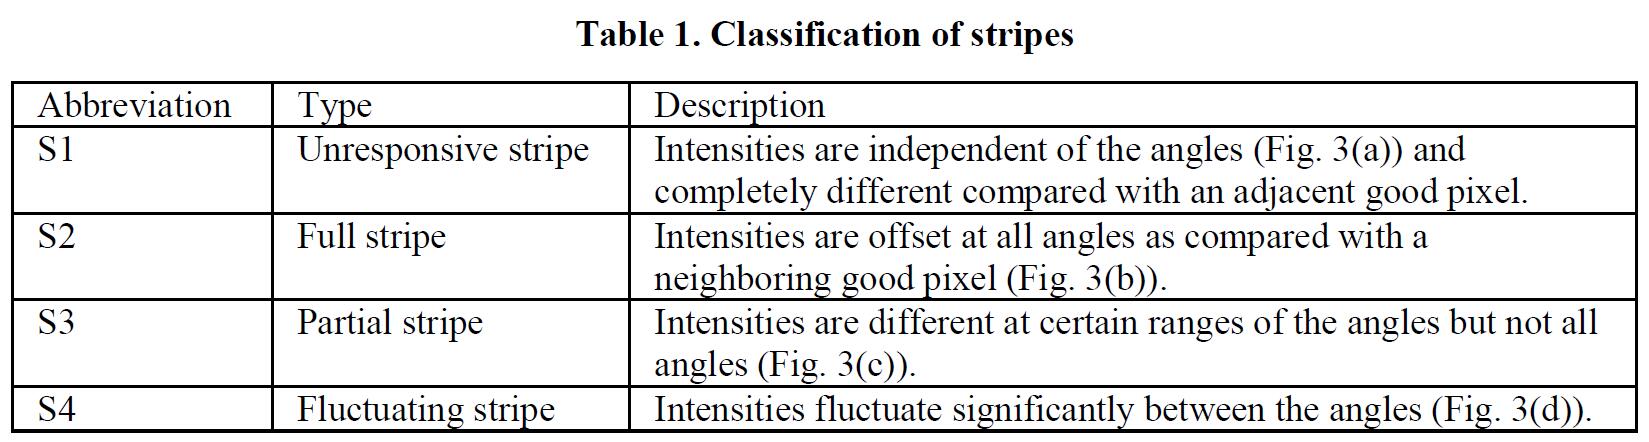 Table 1. Classification of stripes
Abbreviation Type Description
S1 Unresponsive stripe Intensities are independent of the angles (Fig. 3(a)) and
completely different compared with an adjacent good pixel.
S2 Full stripe Intensities are offset at all angles as compared with a
neighboring good pixel (Fig. 3(b)).
S3 Partial stripe Intensities are different at certain ranges of the angles but not all
angles (Fig. 3(c)).
S4 Fluctuating stripe Intensities fluctuate significantly between the angles (Fig. 3(d)).